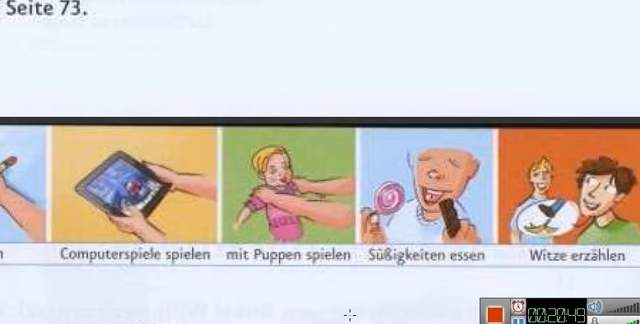 Seite 73.
Computerspiele spielen
mit Puppen spielen
Süßigkeiten essen
Witze erzählen
00:20:49